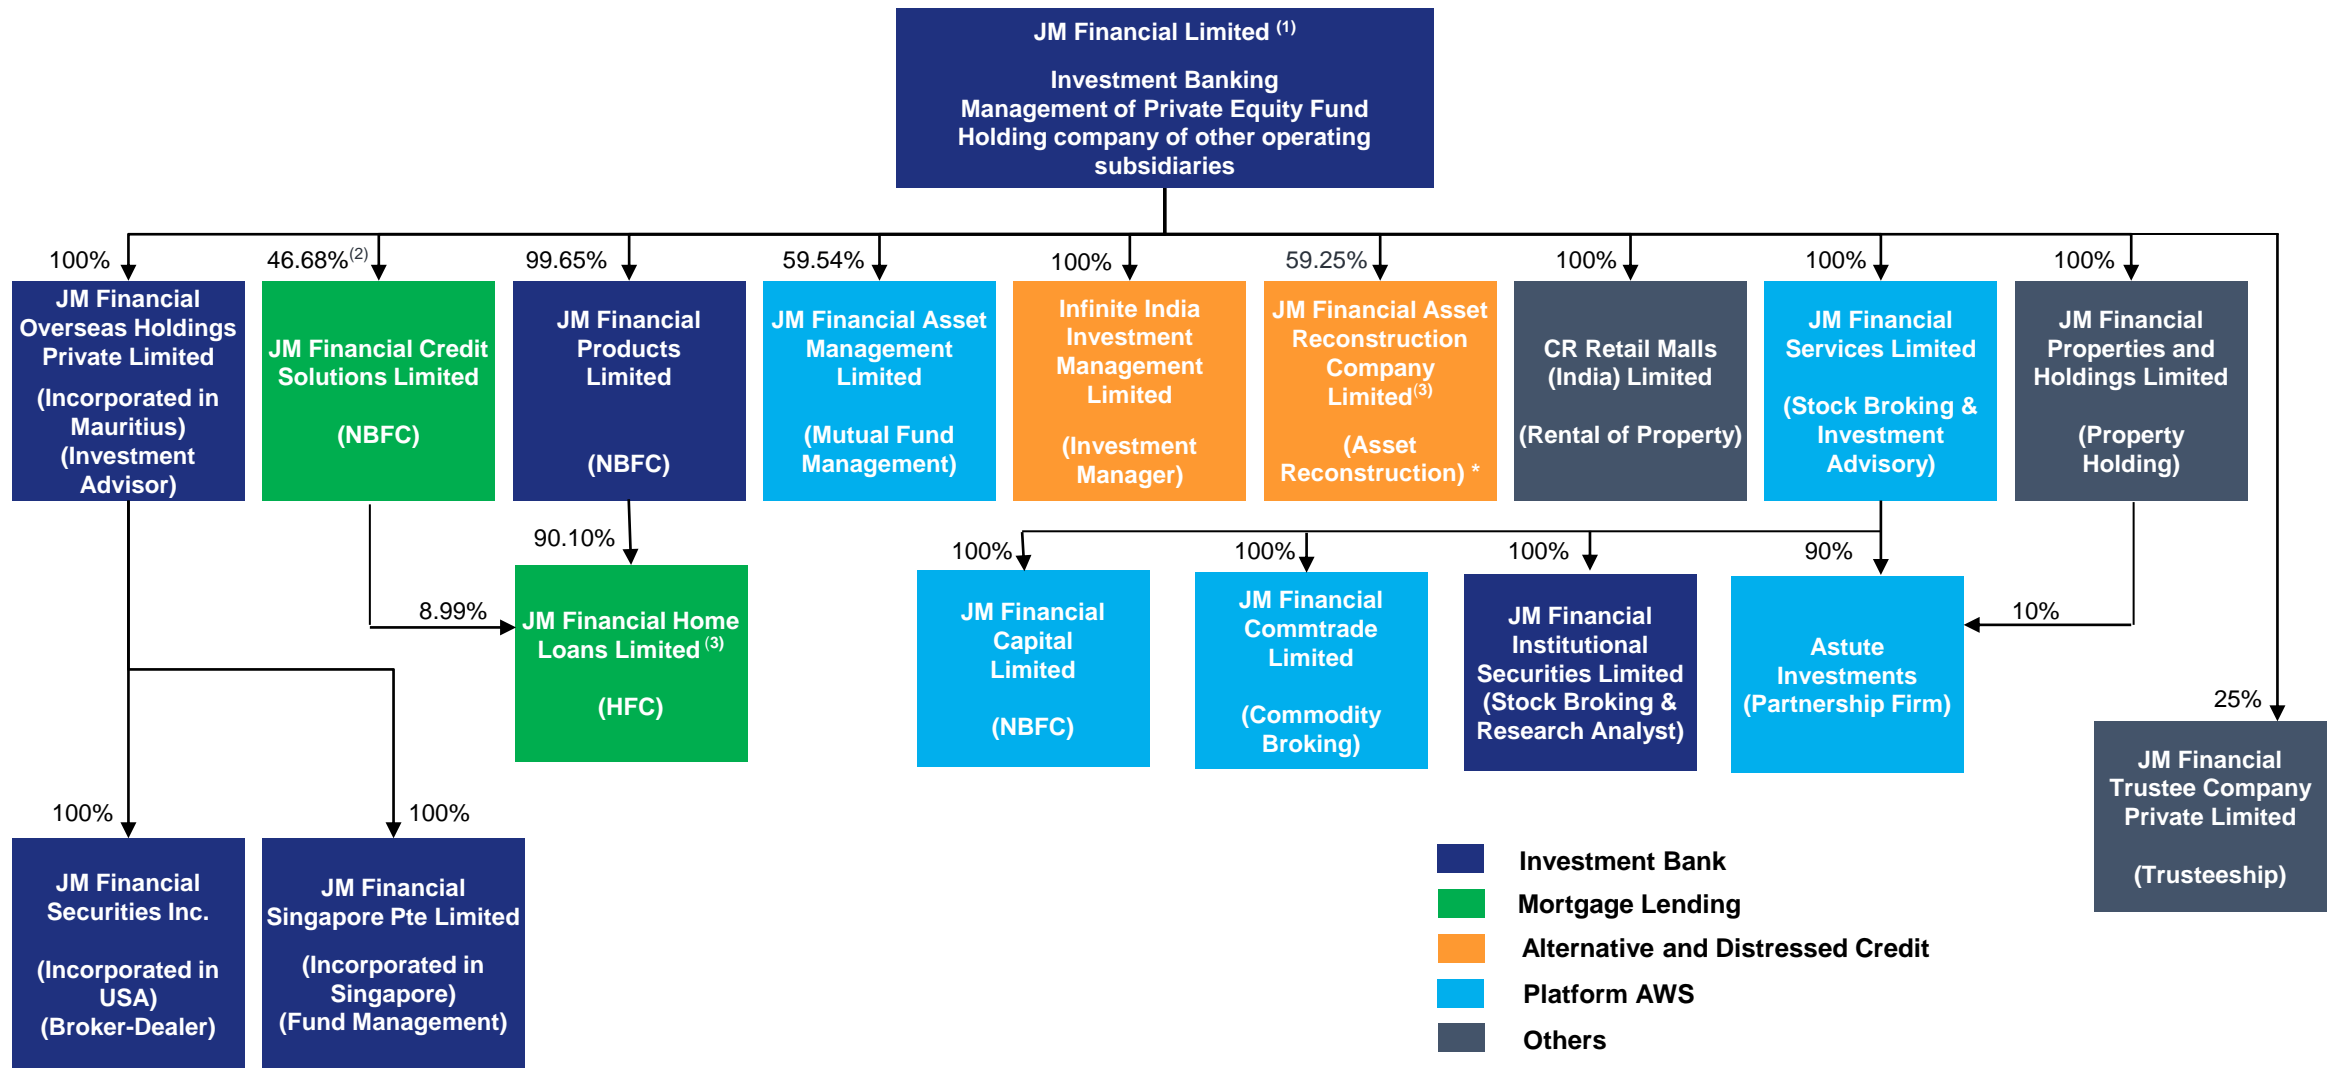 JM Financial Limited (1)
Investment Banking
Management of Private Equity Fund
Holding company of other operating
subsidiaries
100%
46.68%(2)
99.65%
59.54%
100%
59.25%
100%
100%
100%
JM Financial
Overseas Holdings
Private Limited
(Incorporated in
Mauritius)
(Investment
Advisor)
JM Financial Credit
Solutions Limited
(NBFC)
JM Financial
Products
Limited
(NBFC)
JM Financial Asset
Management
Limited
(Mutual Fund
Management)
Infinite India
Investment
Management
Limited
(Investment
Manager)
JM Financial Asset
Reconstruction
Company
Limited(3)
(Asset
Reconstruction) *
CR Retail Malls
(India) Limited
(Rental of Property)
JM Financial
Services Limited
(Stock Broking &
Investment
Advisory)
JM Financial
Properties and
Holdings Limited
(Property
Holding)
90.10%
8.99%
100%
100%
100%
90%
10%
25%
JM Financial Home
Loans Limited (3)
(HFC)
JM Financial
Capital
Limited
(NBFC)
JM Financial
Commtrade
Limited
(Commodity
Broking)
JM Financial
Institutional
Securities Limited
(Stock Broking &
Research Analyst)
Astute
Investments
(Partnership Firm)
JM Financial
Trustee Company
Private Limited
(Trusteeship)
100%
100%
JM Financial
Securities Inc.
(Incorporated in
USA)
(Broker-Dealer)
JM Financial
Singapore Pte Limited
(Incorporated in
Singapore)
(Fund Management)
Investment Bank
Mortgage Lending
Alternative and Distressed Credit
Platform AWS
Others